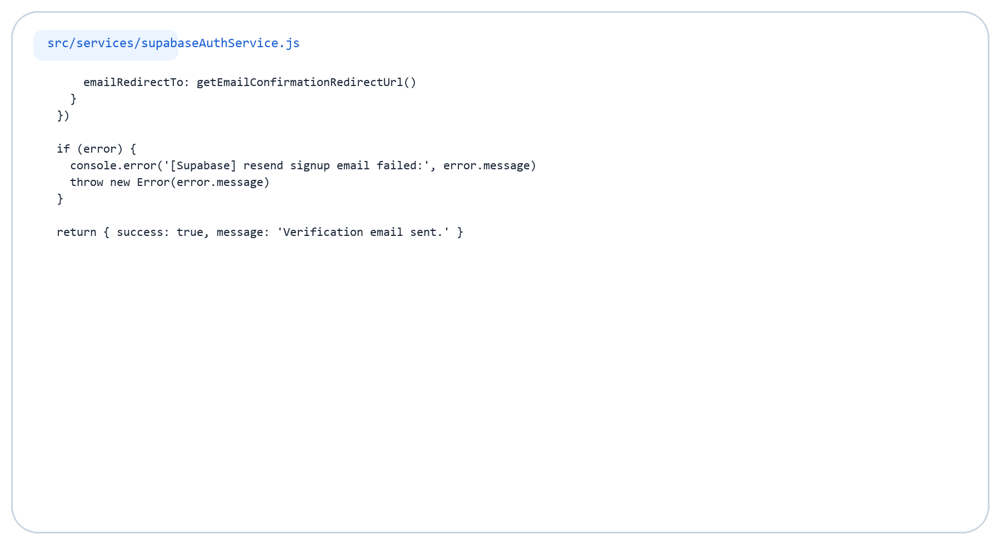 src/services/supabaseAuthService.js
      emailRedirectTo: getEmailConfirmationRedirectUrl()
    }
  })

  if (error) {
    console.error('[Supabase] resend signup email failed:', error.message)
    throw new Error(error.message)
  }

  return { success: true, message: 'Verification email sent.' }